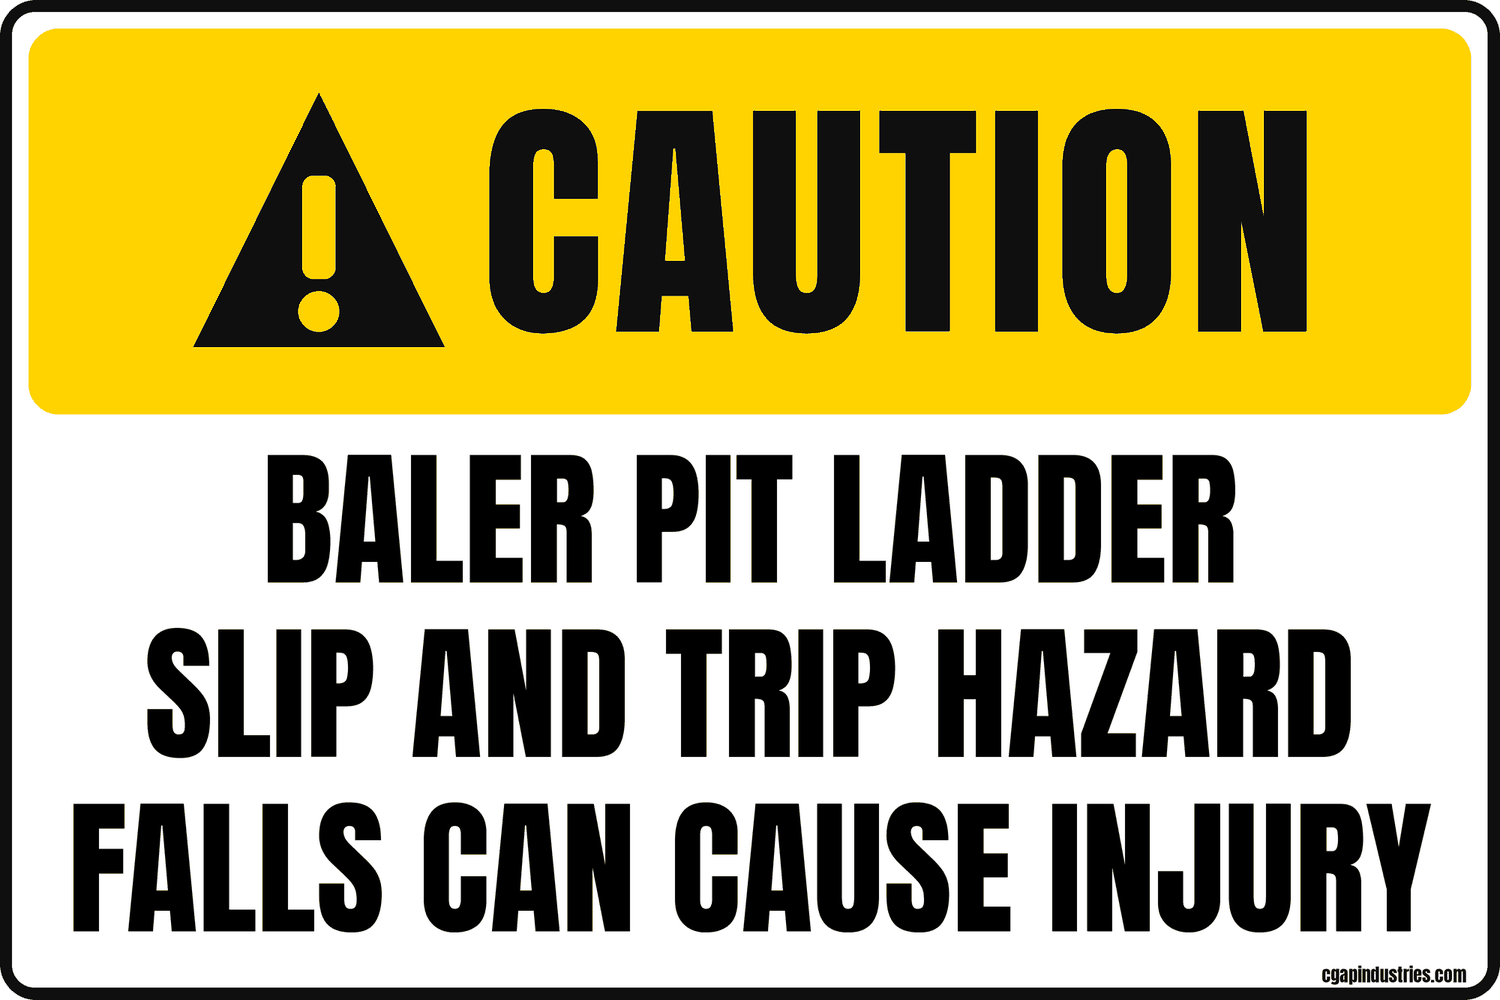 CAUTION
BALER PIT LADDER
SLIP AND TRIP HAZARD
FALLS CAN CAUSE INJURY
cgapindustries.com